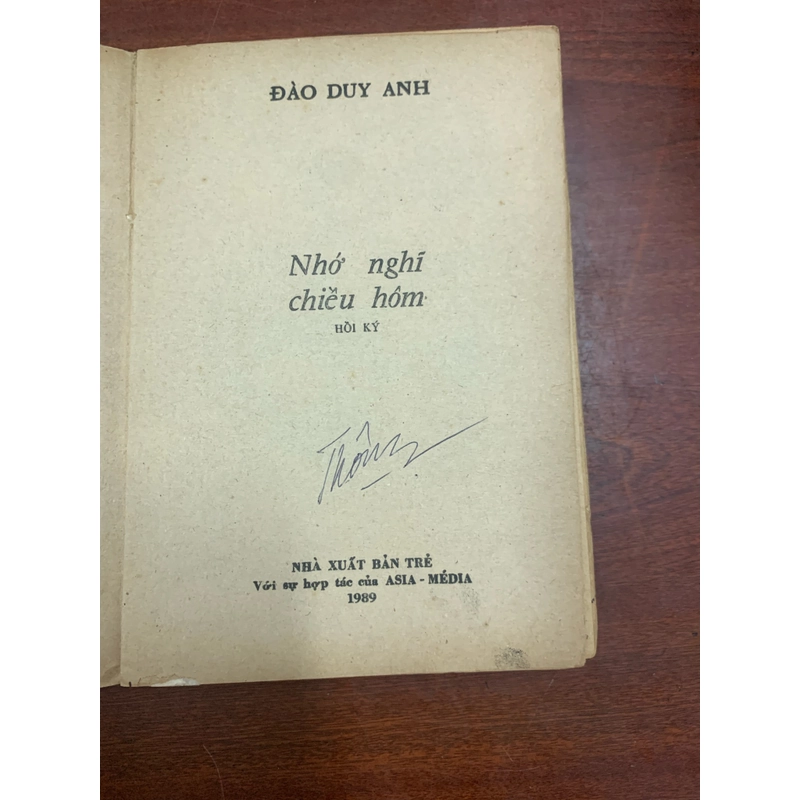 ĐÀO DUY ANH
Nhớ nghĩ
chiều hôm
HỒI KÝ
NHÀ XUẤT BẢN TRẺ
Với sự hợp tác của ASIA - MÉDIA
1989